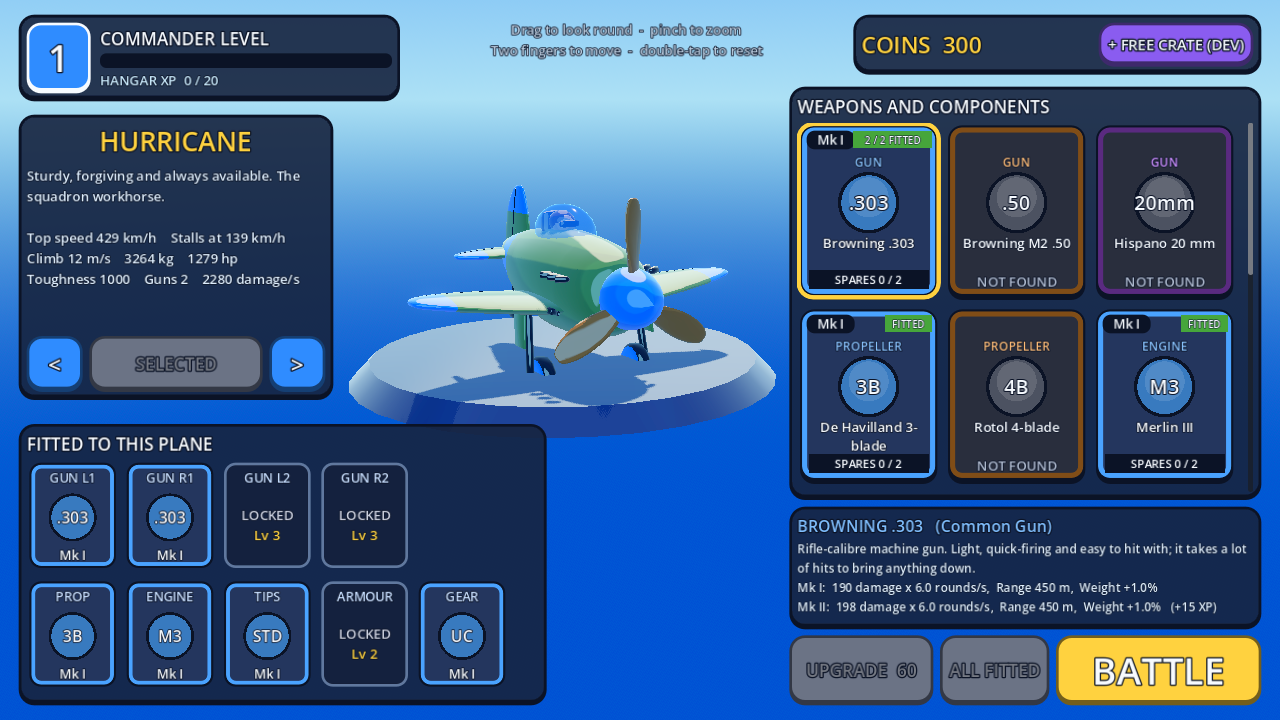 1
COMMANDER LEVEL
HANGAR XP 0 / 20
Drag to look round - pinch to zoom
Two fingers to move - double-tap to reset
COINS 300
+ FREE CRATE (DEV)
HURRICANE
Sturdy, forgiving and always available. The
squadron workhorse.
Top speed 429 km/h Stalls at 139 km/h
Climb 12 m/s 3264 kg 1279 hp
Toughness 1000 Guns 2 2280 damage/s
<
SELECTED
>
WEAPONS AND COMPONENTS
Mk I
2 / 2 FITTED
GUN
.303
Browning .303
SPARES 0 / 2
GUN
.50
Browning M2 .50
NOT FOUND
GUN
20mm
Hispano 20 mm
NOT FOUND
Mk I
FITTED
PROPELLER
3B
De Havilland 3-
blade
SPARES 0 / 2
PROPELLER
4B
Rotol 4-blade
NOT FOUND
Mk I
FITTED
ENGINE
M3
Merlin III
SPARES 0 / 2
FITTED TO THIS PLANE
GUN L1
.303
Mk I
GUN R1
.303
Mk I
GUN L2
LOCKED
Lv 3
GUN R2
LOCKED
Lv 3
PROP
3B
Mk I
ENGINE
M3
Mk I
TIPS
STD
Mk I
ARMOUR
LOCKED
Lv 2
GEAR
UC
Mk I
BROWNING .303 (Common Gun)
Rifle-calibre machine gun. Light, quick-firing and easy to hit with; it takes a lot
of hits to bring anything down.
Mk I: 190 damage x 6.0 rounds/s, Range 450 m, Weight +1.0%
Mk II: 198 damage x 6.0 rounds/s, Range 450 m, Weight +1.0% (+15 XP)
UPGRADE 60
ALL FITTED
BATTLE